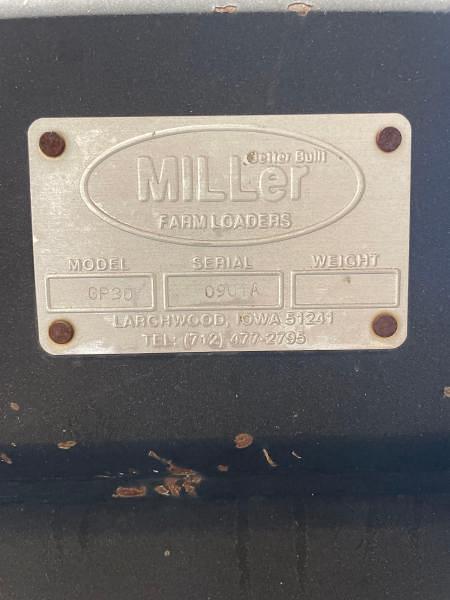 Better Built
MILLer
FARM LOADERS
MODEL SERIAL WEIGHT
GP30
LARCHWOOD, IOWA 51241
TEL: (712) 477-2795